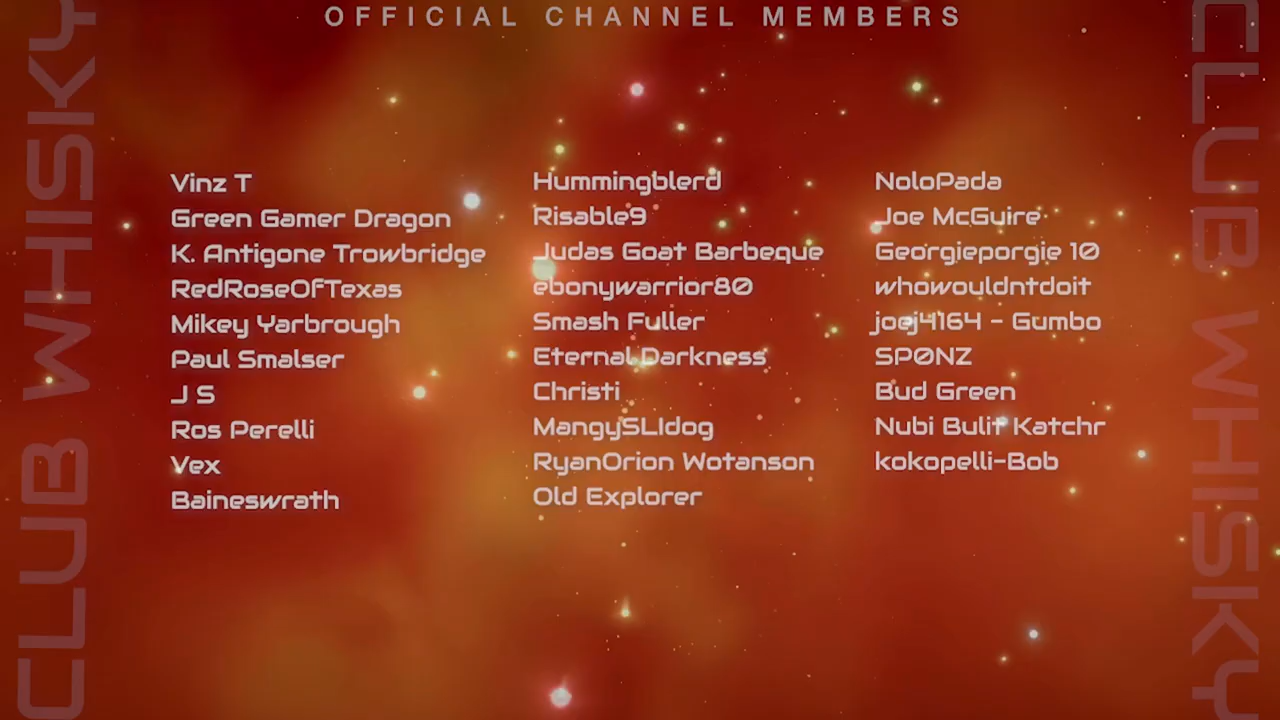 OFFICIAL CHANNEL MEMBERS
CLUB WHISKY
Vinz T
Green Gamer Dragon
K. Antigone Trowbridge
RedRoseOfTexas
Mikey Yarbrough
Paul Smalser
J S
Ros Perelli
Vex
Baineswrath
Hummingblerd
Risable9
Judas Goat Barbeque
ebonywarrior80
Smash Fuller
Eternal Darkness
Christi
MangySLIdog
RyanOrion Wotanson
Old Explorer
NoloPada
Joe McGuire
Georgieporgie 10
whowouldntdoit
joej4164 - Gumbo
SP0NZ
Bud Green
Nubi Bulit Katchr
kokopelli-Bob
CLUB WHISKY